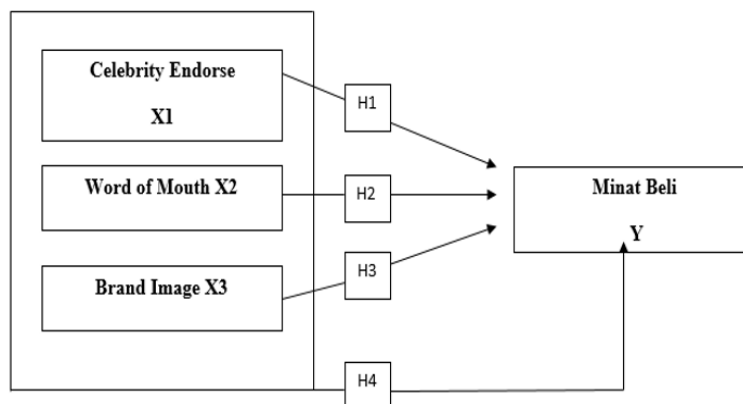 Celebrity Endorse
X1
H1
Word of Mouth X2
H2
Minat Beli
Y
Brand Image X3
H3
H4